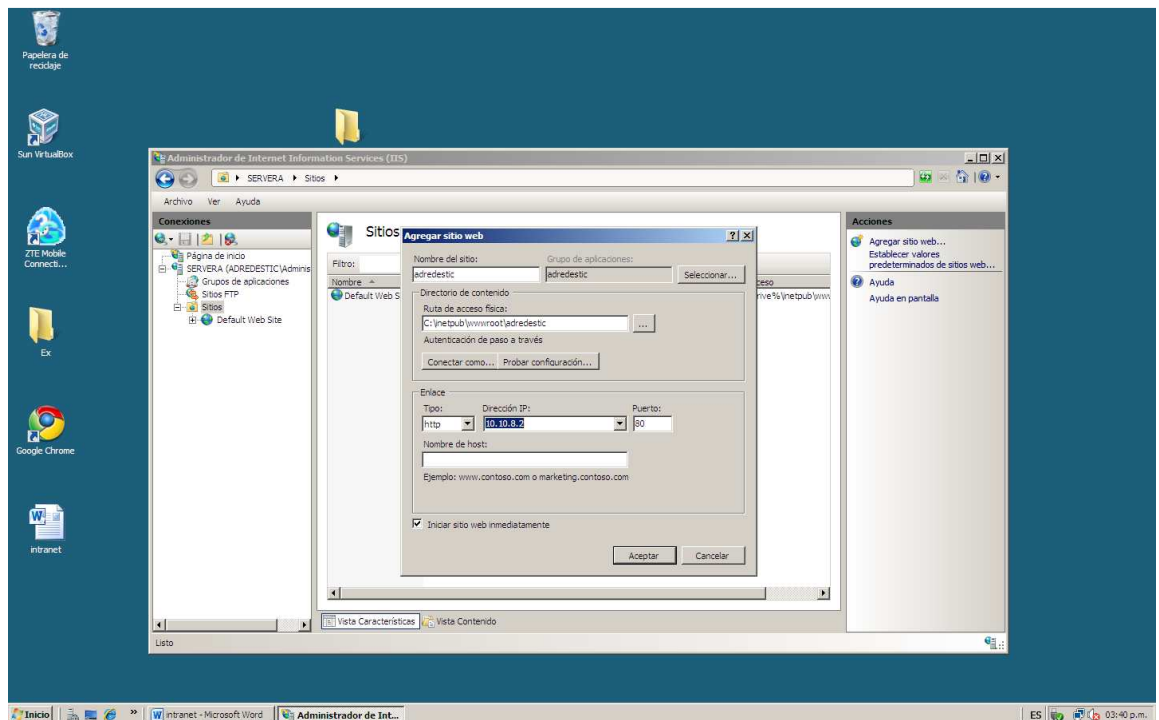 Papelera de
reciclaje
Sun VirtualBox
ZTE Mobile
Connecti...
Ex
Google Chrome
intranet
Administrador de Internet Information Services (IIS)
SERVERA Sitios
Archivo Ver Ayuda
Conexiones
Página de inicio
SERVERA (ADREDESTIC\Adminis
Grupos de aplicaciones
Sitios FTP
Sitios
Default Web Site
Sitios
Filtro:
Nombre
Default Web S
ceso
rive%\inetpub\www
Agregar sitio web
Nombre del sitio:
Grupo de aplicaciones:
adredestic
adredestic
Seleccionar...
Directorio de contenido
Ruta de acceso física:
C:\inetpub\wwwroot\adredestic
...
Autenticación de paso a través
Conectar como...
Probar configuración...
Enlace
Tipo:
Dirección IP:
Puerto:
http
10.10.8.2
80
Nombre de host:
Ejemplo: www.contoso.com o marketing.contoso.com
Iniciar sitio web inmediatamente
Aceptar
Cancelar
Acciones
Agregar sitio web...
Establecer valores
predeterminados de sitios web...
Ayuda
Ayuda en pantalla
Vista Características
Vista Contenido
Listo
Inicio
»
intranet - Microsoft Word
Administrador de Int...
ES
03:40 p.m.